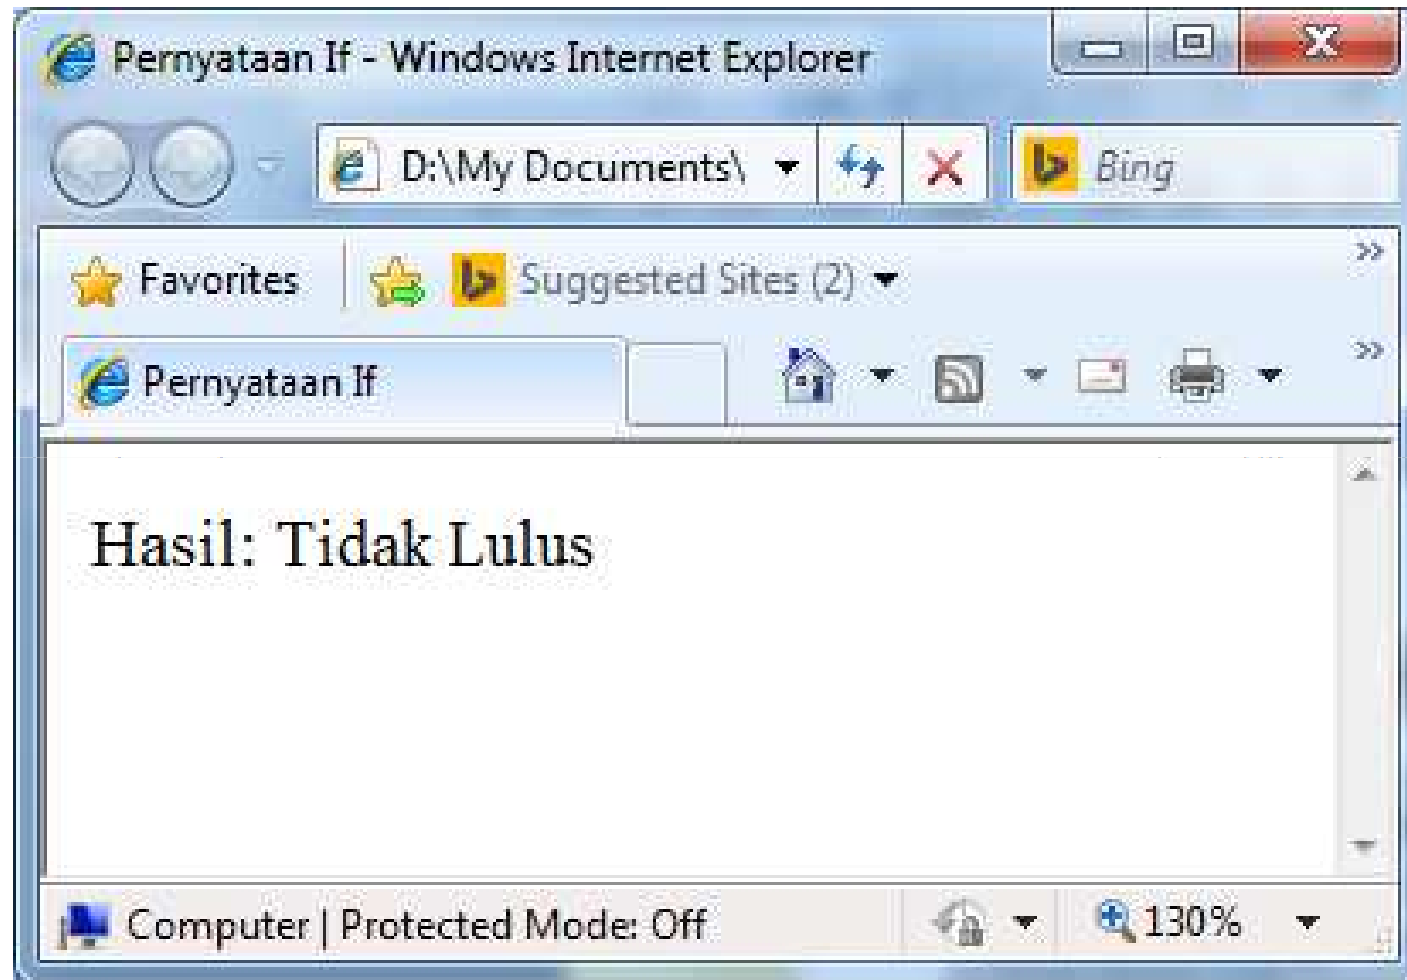 Pernyataan If - Windows Internet Explorer
D:\My Documents\ Bing
Favorites Suggested Sites (2)
Pernyataan If
Hasil: Tidak Lulus
Computer | Protected Mode: Off 130%